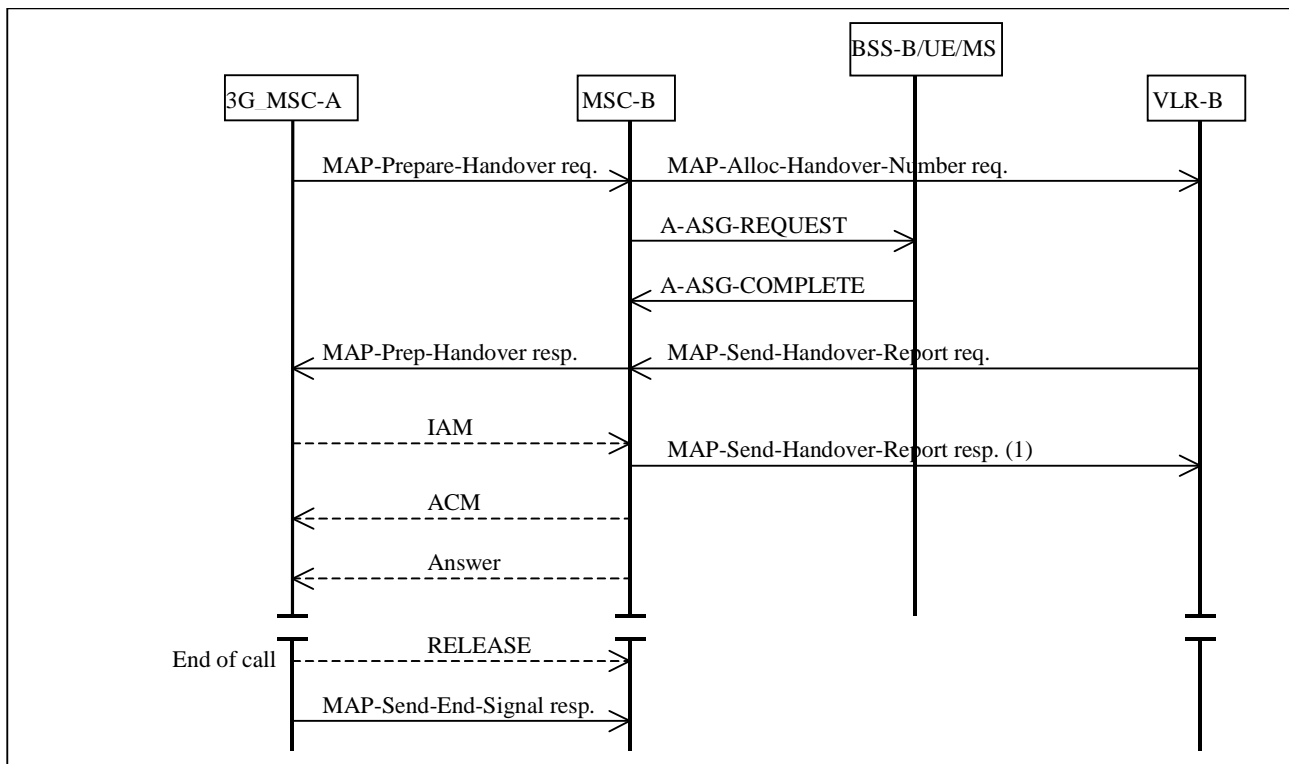 BSS-B/UE/MS
3G_MSC-A
MSC-B
VLR-B
MAP-Prepare-Handover req.
MAP-Alloc-Handover-Number req.
A-ASG-REQUEST
A-ASG-COMPLETE
MAP-Prep-Handover resp.
MAP-Send-Handover-Report req.
IAM
MAP-Send-Handover-Report resp. (1)
ACM
Answer
RELEASE
End of call
MAP-Send-End-Signal resp.